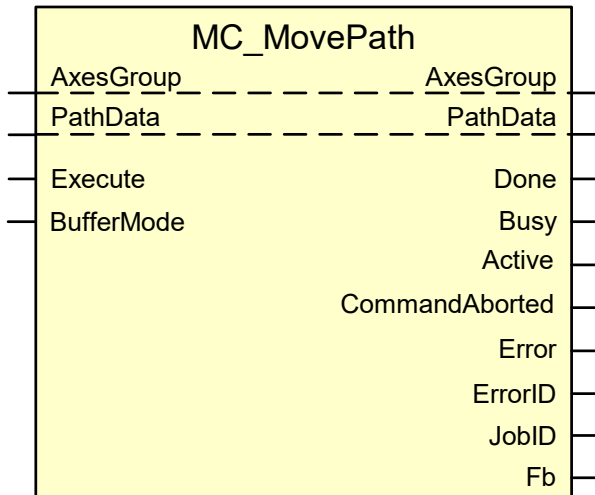 MC_MovePath
AxesGroup AxesGroup
PathData PathData
Execute Done
BufferMode Busy
Active
CommandAborted
Error
ErrorID
JobID
Fb